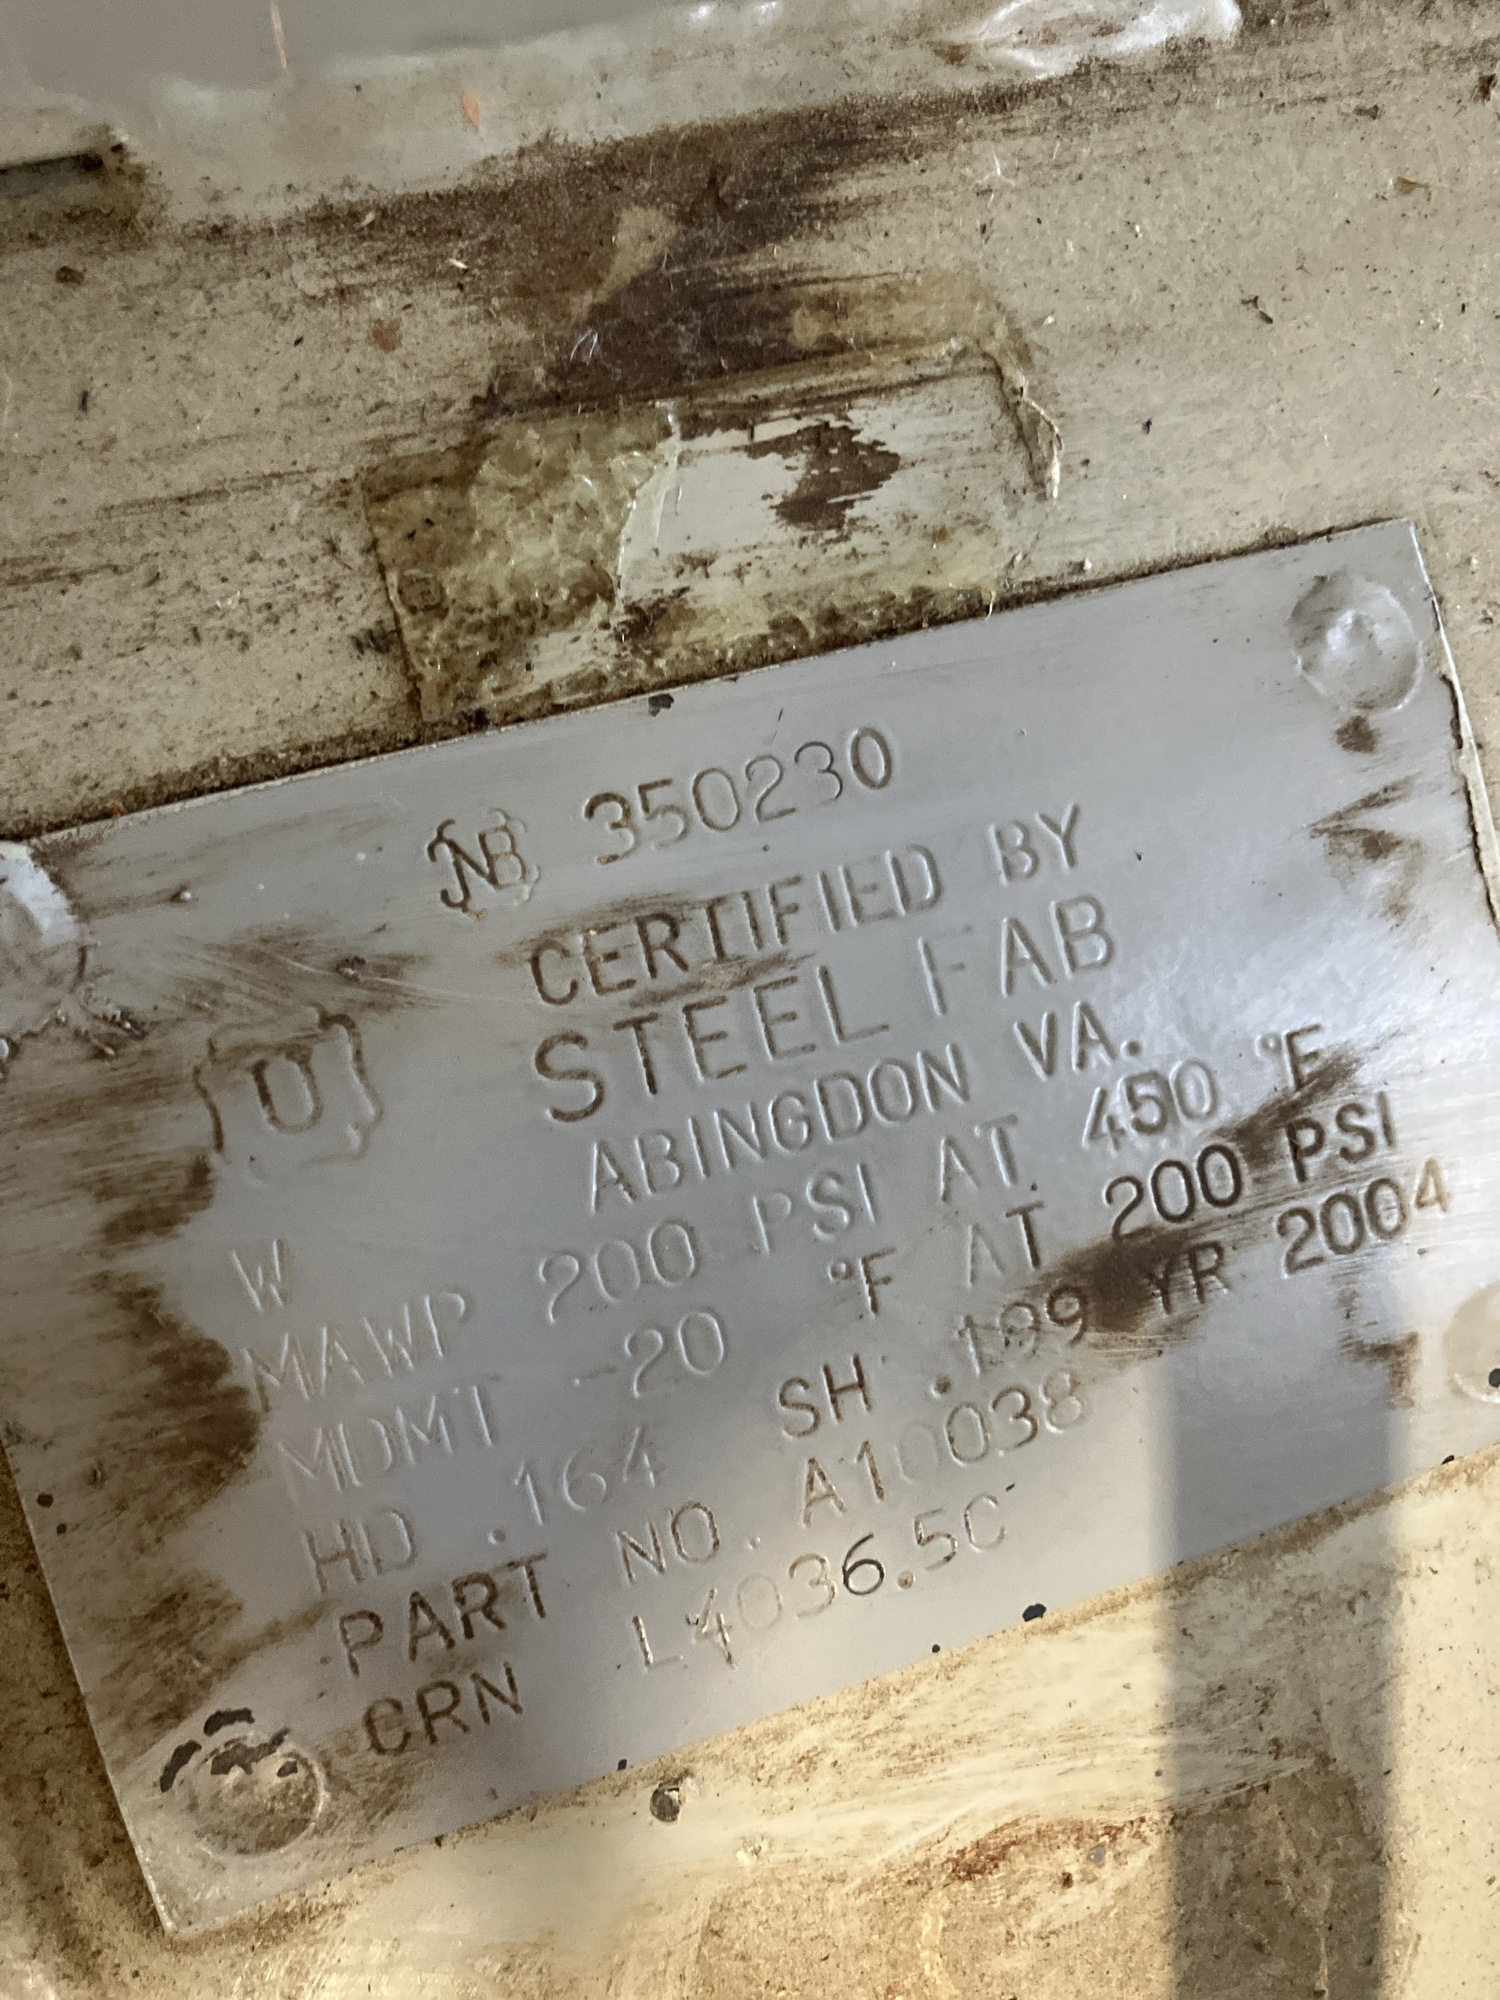 NB 350230
CERTIFIED BY
U STEEL FAB
ABINGDON VA.
W
MAWP 200 PSI AT 450 °F
MDMT -20 °F AT 200 PSI
HD .164 SH .199 YR 2004
PART NO. A10038
CRN L4036.5C